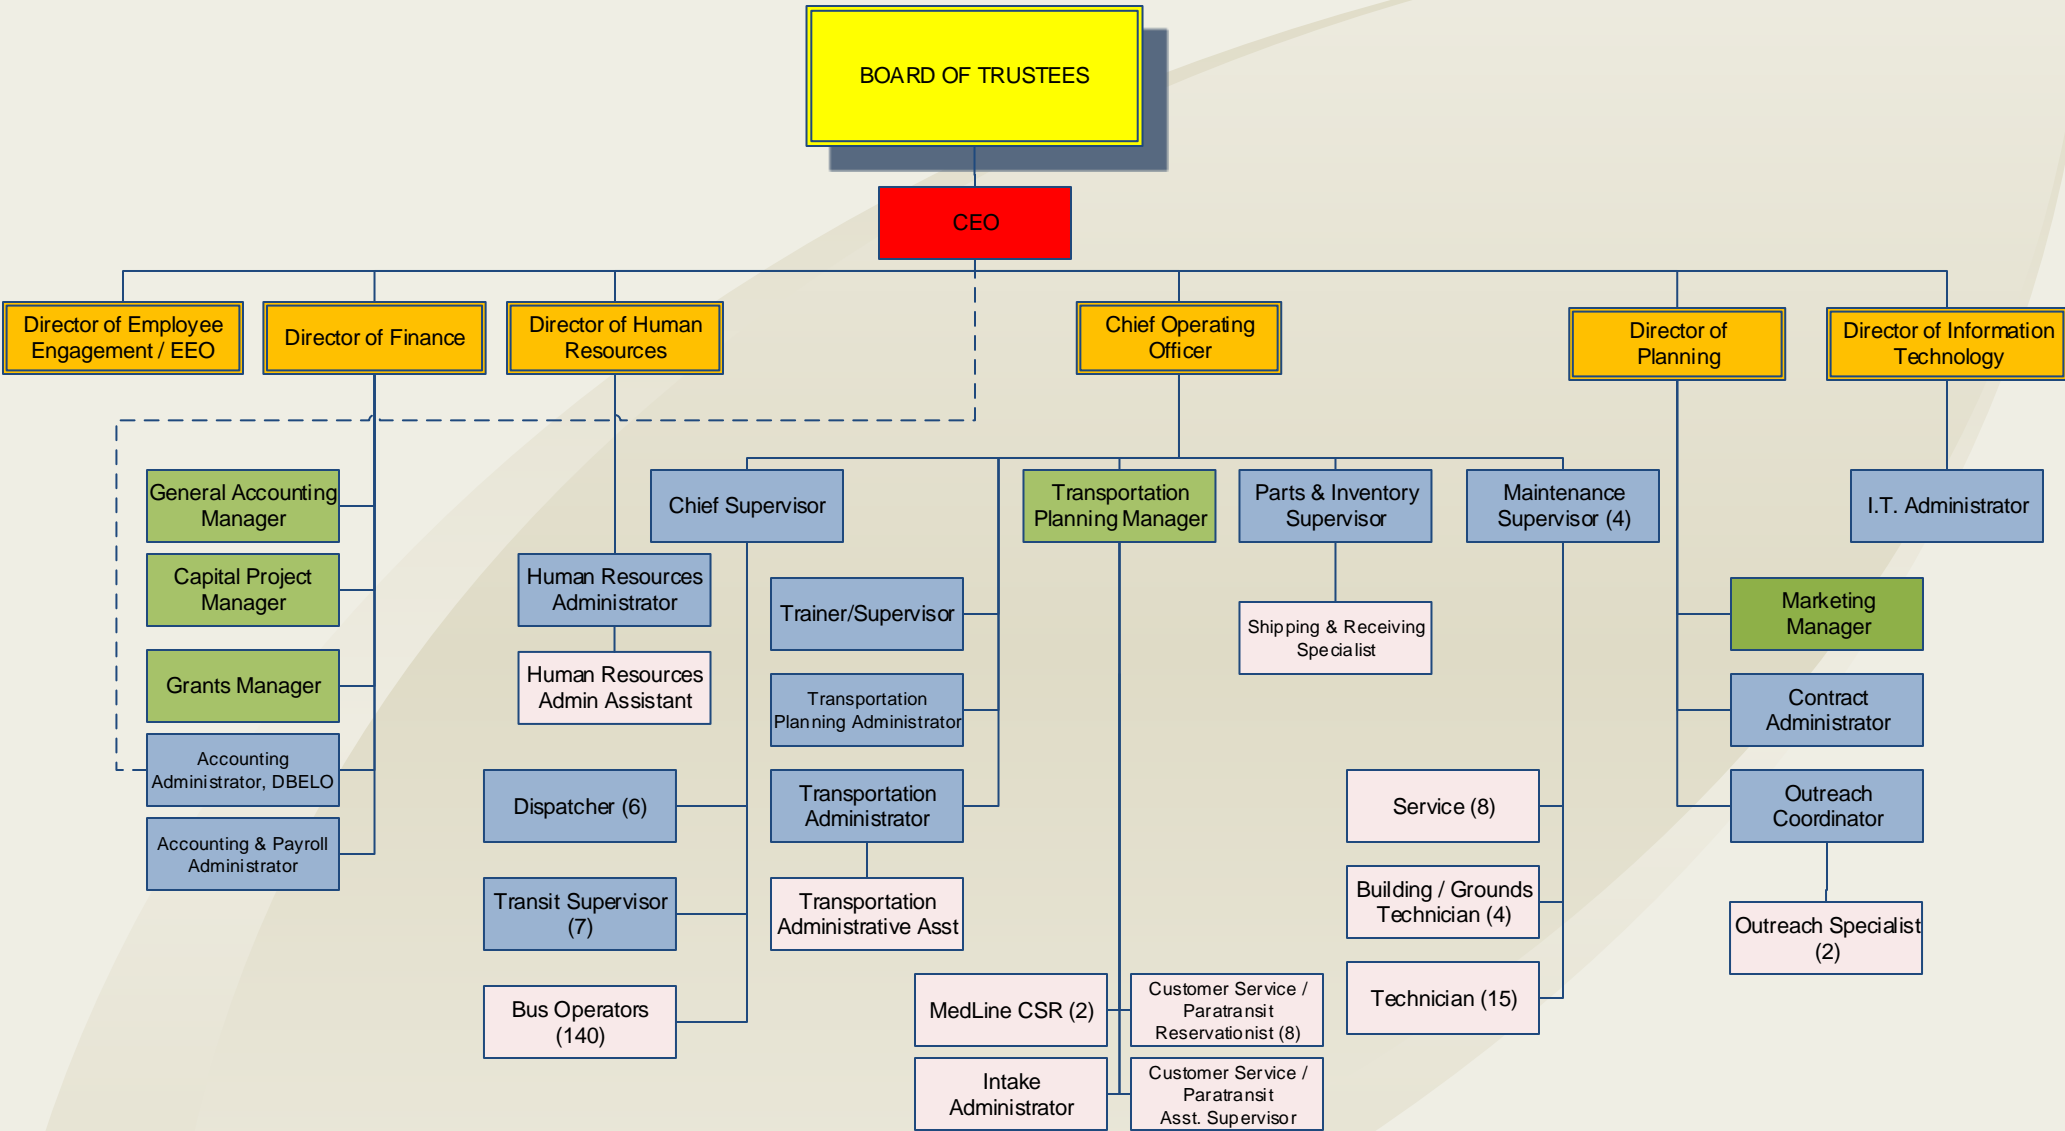 BOARD OF TRUSTEES
CEO
Director of Employee
Engagement / EEO
Director of Finance
Director of Human
Resources
Chief Operating
Officer
Director of
Planning
Director of Information
Technology
General Accounting
Manager
Capital Project
Manager
Grants Manager
Accounting
Administrator, DBELO
Accounting & Payroll
Administrator
Human Resources
Administrator
Human Resources
Admin Assistant
Chief Supervisor
Dispatcher (6)
Transit Supervisor
(7)
Bus Operators
(140)
Trainer/Supervisor
Transportation
Planning Administrator
Transportation
Administrator
Transportation
Administrative Asst
Transportation
Planning Manager
MedLine CSR (2)
Customer Service /
Paratransit
Reservationist (8)
Intake
Administrator
Customer Service /
Paratransit
Asst. Supervisor
Parts & Inventory
Supervisor
Shipping & Receiving
Specialist
Maintenance
Supervisor (4)
Service (8)
Building / Grounds
Technician (4)
Technician (15)
Marketing
Manager
Contract
Administrator
Outreach
Coordinator
Outreach Specialist
(2)
I.T. Administrator